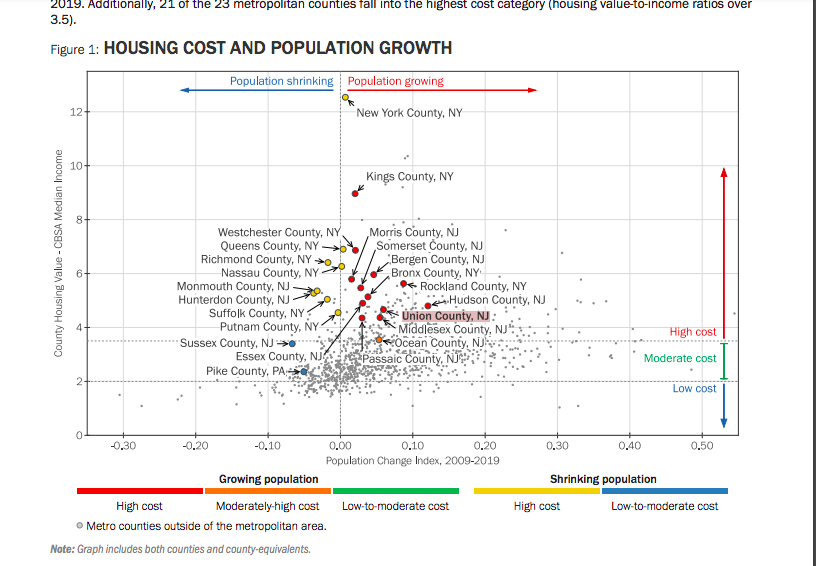 2019. Additionally, 21 of the 23 metropolitan counties fall into the highest cost category (housing value-to-income ratios over
3.5).
Figure 1: HOUSING COST AND POPULATION GROWTH
Population shrinking
Population growing
New York County, NY
Kings County, NY
Westchester County, NY
Morris County, NJ
Queens County, NY
Somerset County, NJ
Richmond County, NY
Bergen County, NJ
Nassau County, NY
Bronx County, NY
Monmouth County, NJ
Rockland County, NY
Hunterdon County, NJ
Hudson County, NJ
Suffolk County, NY
Union County, NJ
Putnam County, NY
Middlesex County, NJ
Sussex County, NJ
Ocean County, NJ
Essex County, NJ
Passaic County, NJ
Pike County, PA
High cost
Moderate cost
Low cost
County Housing Value - CBSA Median Income
12
10
8
6
4
2
0
-0.30 -0.20 -0.10 0.00 0.10 0.20 0.30 0.40 0.50
Population Change Index, 2009-2019
Growing population
Shrinking population
High cost
Moderately-high cost
Low-to-moderate cost
High cost
Low-to-moderate cost
Metro counties outside of the metropolitan area.
Note: Graph includes both counties and county-equivalents.